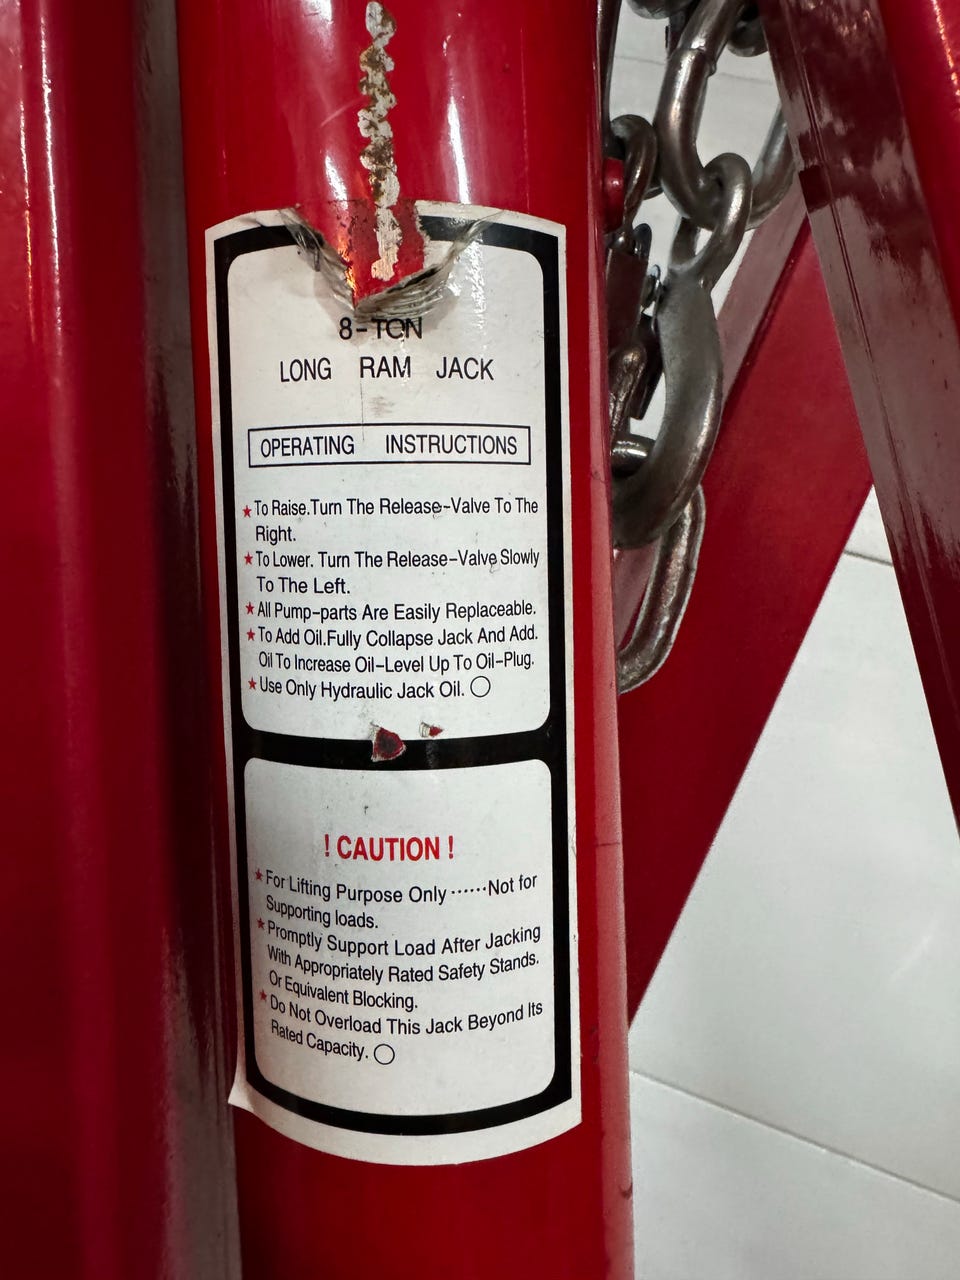 8-TON
LONG RAM JACK
OPERATING INSTRUCTIONS
★To Raise.Turn The Release-Valve To The
Right.
★To Lower. Turn The Release-Valve Slowly
To The Left.
★All Pump-parts Are Easily Replaceable.
★To Add Oil.Fully Collapse Jack And Add.
Oil To Increase Oil-Level Up To Oil-Plug.
★Use Only Hydraulic Jack Oil. ○
! CAUTION !
★For Lifting Purpose Only ······Not for
Supporting loads.
★Promptly Support Load After Jacking
With Appropriately Rated Safety Stands.
Or Equivalent Blocking.
★Do Not Overload This Jack Beyond Its
Rated Capacity. ○